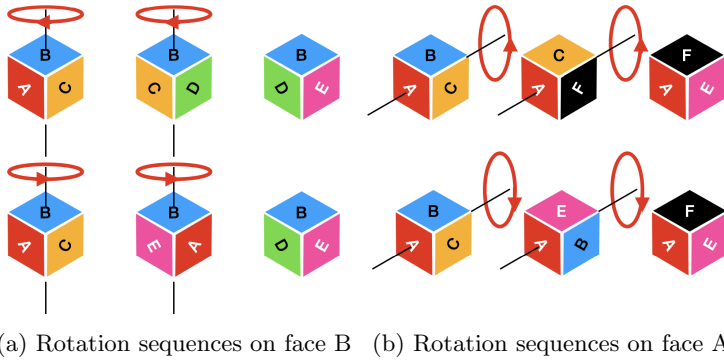 B B B B C F
A C C D D E A C A F A E
B B B B E F
A C E A D E A C A B A E
(a) Rotation sequences on face B (b) Rotation sequences on face A